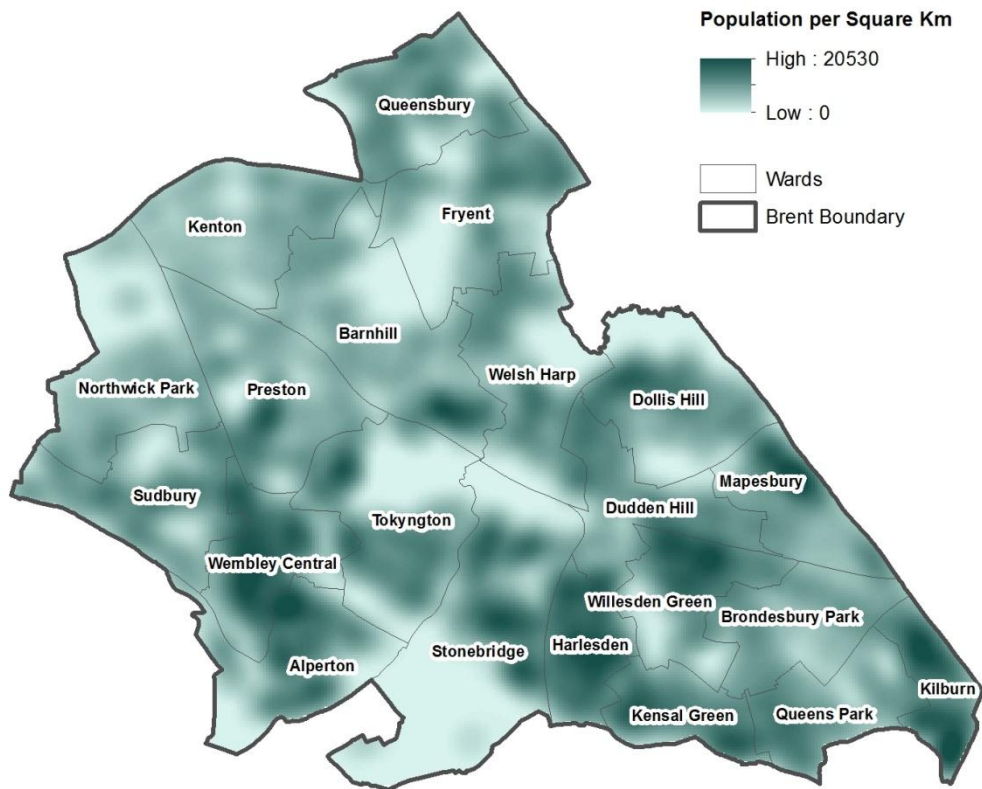 Population per Square Km
High : 20530
Low : 0
Wards
Brent Boundary
Queensbury
Kenton
Fryent
Barnhill
Northwick Park
Preston
Welsh Harp
Dollis Hill
Sudbury
Mapesbury
Tokyngton
Dudden Hill
Wembley Central
Willesden Green
Brondesbury Park
Alperton
Stonebridge
Harlesden
Kilburn
Kensal Green
Queens Park